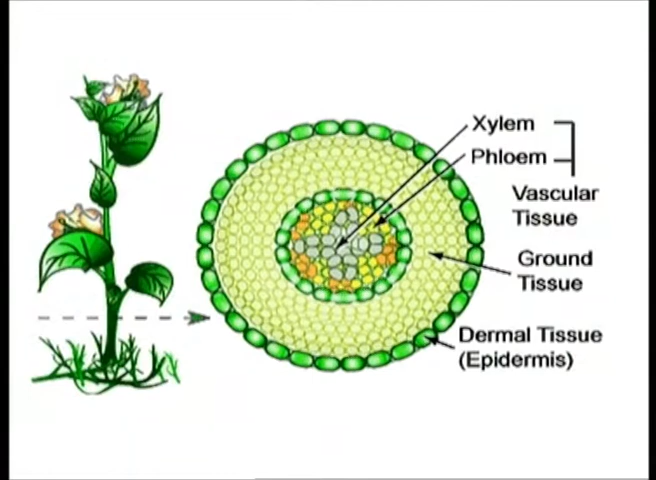 Xylem
Phloem
Vascular
Tissue
Ground
Tissue
Dermal Tissue
(Epidermis)